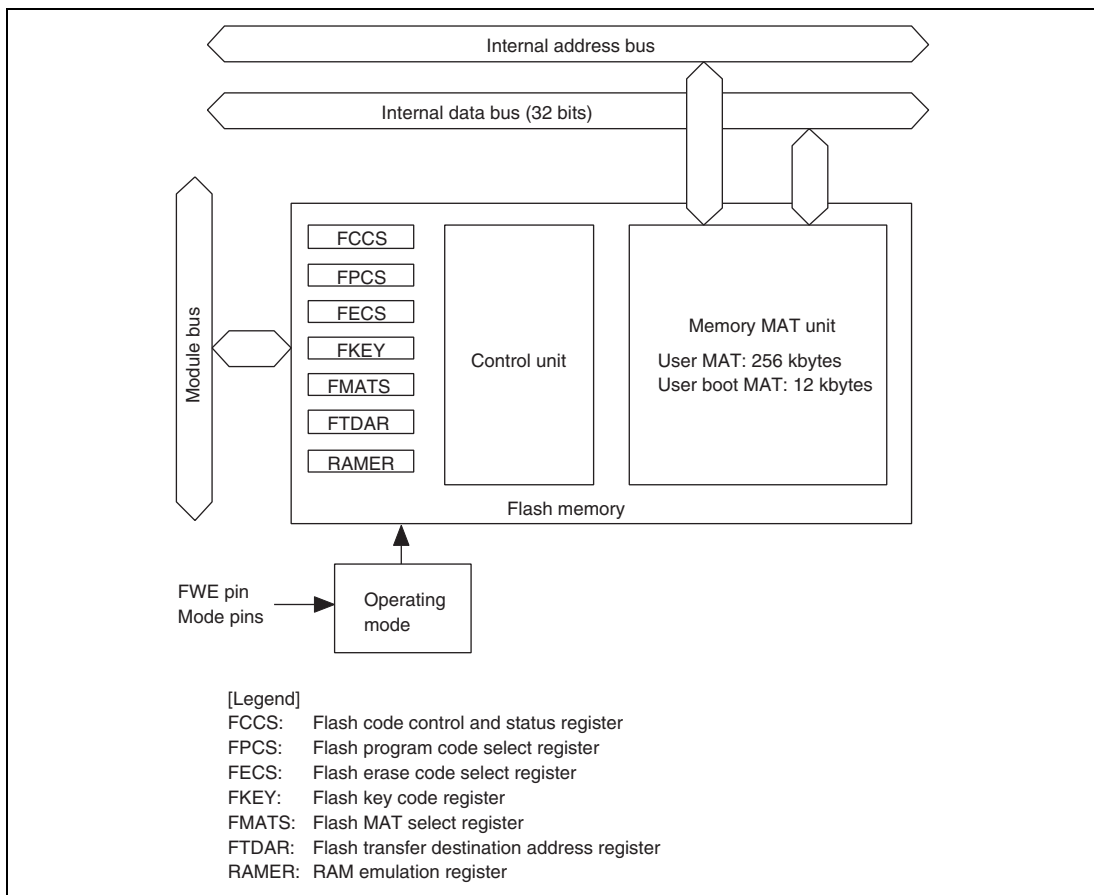 Internal address bus
Internal data bus (32 bits)
Module bus
FCCS
FPCS
FECS
FKEY
FMATS
FTDAR
RAMER
Control unit
Memory MAT unit
User MAT: 256 kbytes
User boot MAT: 12 kbytes
Flash memory
FWE pin
Mode pins
Operating
mode
[Legend]
FCCS: Flash code control and status register
FPCS: Flash program code select register
FECS: Flash erase code select register
FKEY: Flash key code register
FMATS: Flash MAT select register
FTDAR: Flash transfer destination address register
RAMER: RAM emulation register